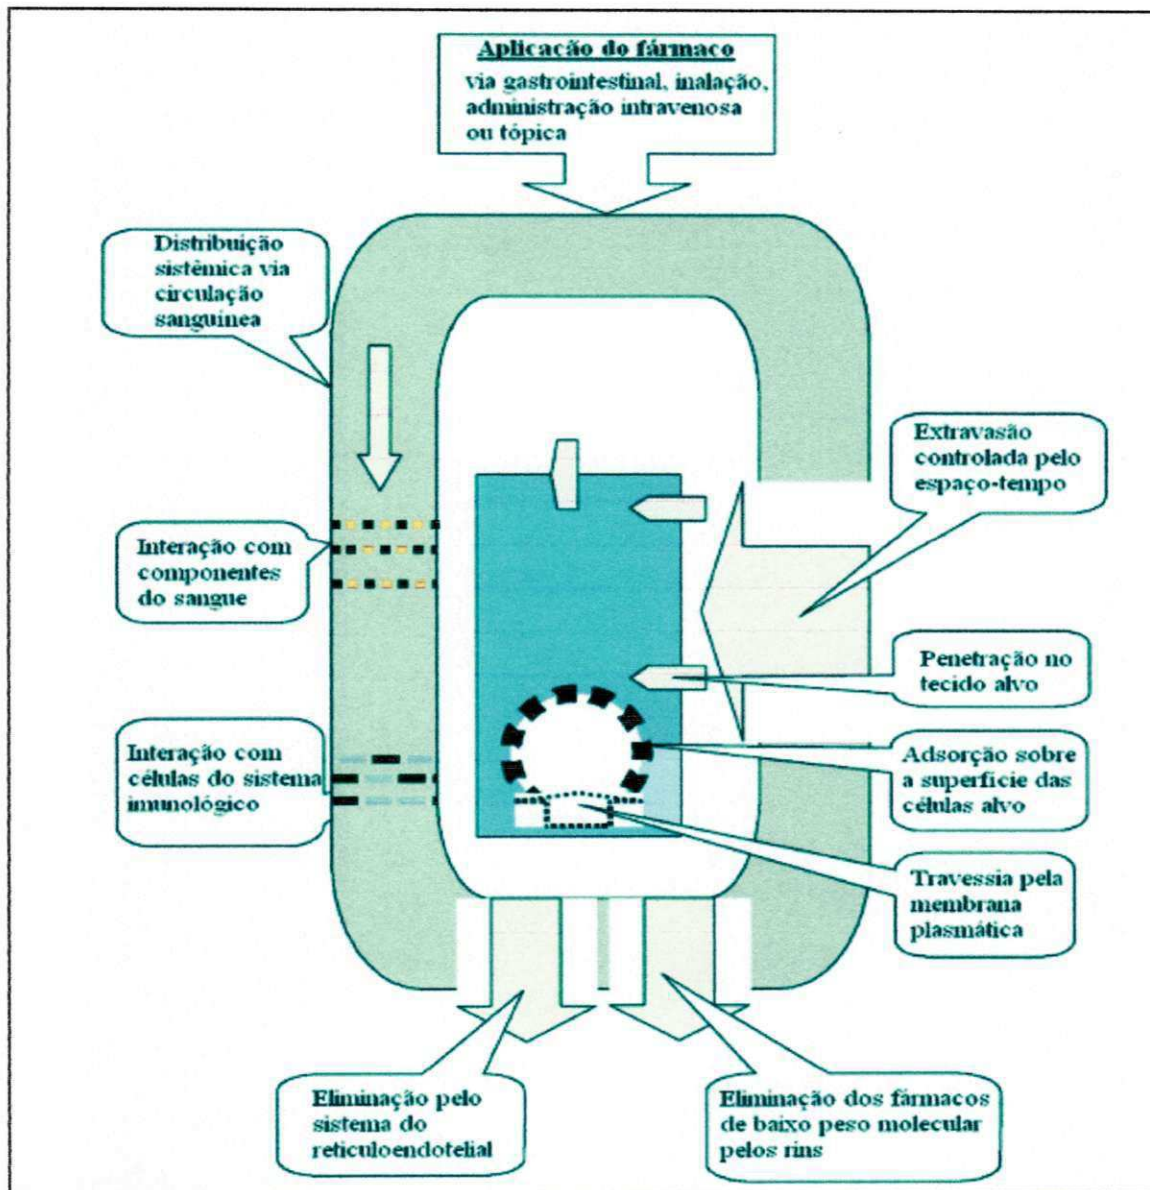 Aplicação do fármaco
via gastrointestinal, inalação,
administração intravenosa
ou tópica
Distribuição
sistêmica via
circulação
sanguínea
Extravasão
controlada pelo
espaço-tempo
Interação com
componentes
do sangue
Penetração no
tecido alvo
Interação com
células do sistema
imunológico
Adsorção sobre
a superfície das
células alvo
Travessia pela
membrana
plasmática
Eliminação pelo
sistema do
reticuloendotelial
Eliminação dos fármacos
de baixo peso molecular
pelos rins